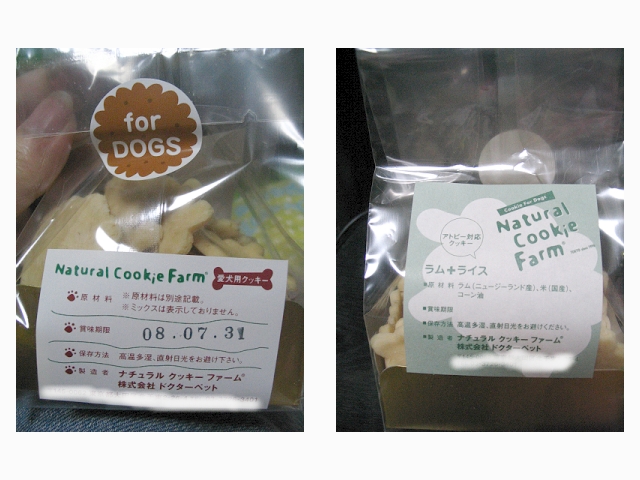 for
DOGS
Natural Cookie Farm® 愛犬用クッキー
原材料 ※原材料は別途記載。
※ミックスは表示しておりません。
賞味期限 08.07.31
保存方法 高温多湿、直射日光をお避け下さい。
製造者 ナチュラル クッキー ファーム®
株式会社 ドクターペット
Cookie For Dogs
Natural
Cookie
Farm®
アトピー対応
クッキー
ラム+ライス
■原材料 ラム(ニュージーランド産)、米(国産)、
コーン油
■賞味期限
■保存方法 高温多湿、直射日光をお避けください。
■製造者 ナチュラル クッキー ファーム®
株式会社 ドクターペット